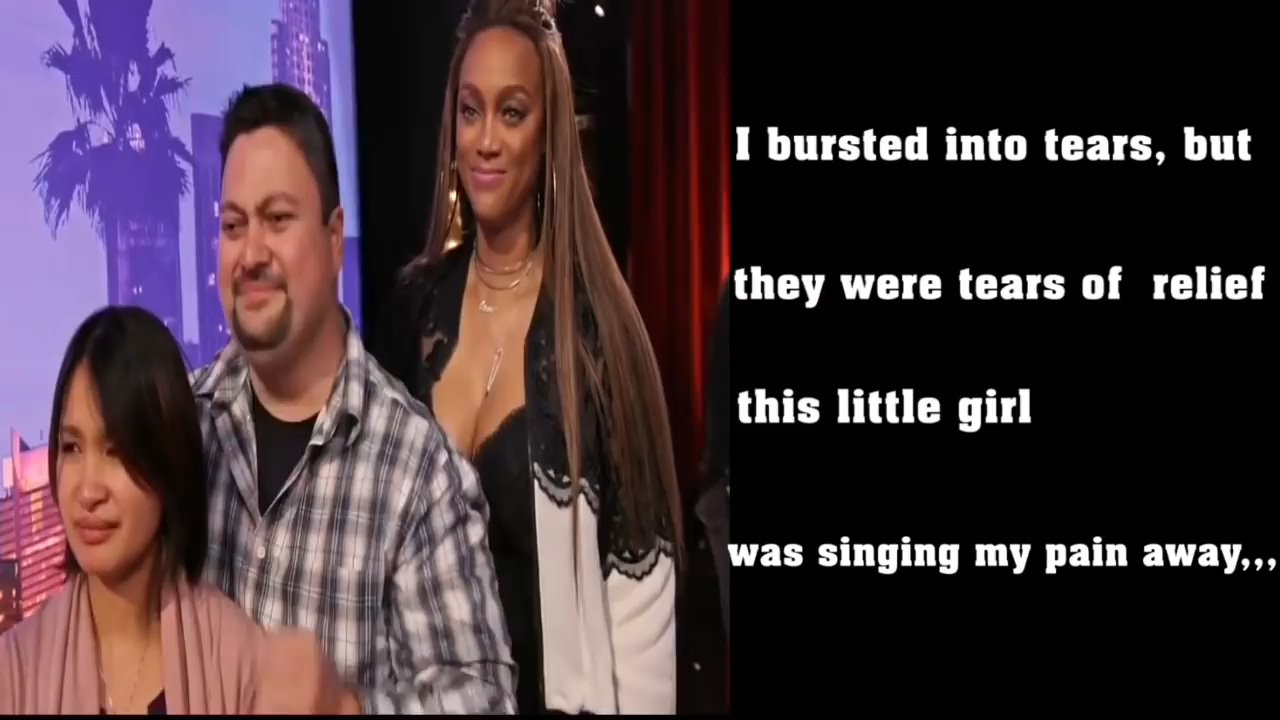 I bursted into tears, but
they were tears of relief
this little girl
was singing my pain away,,,